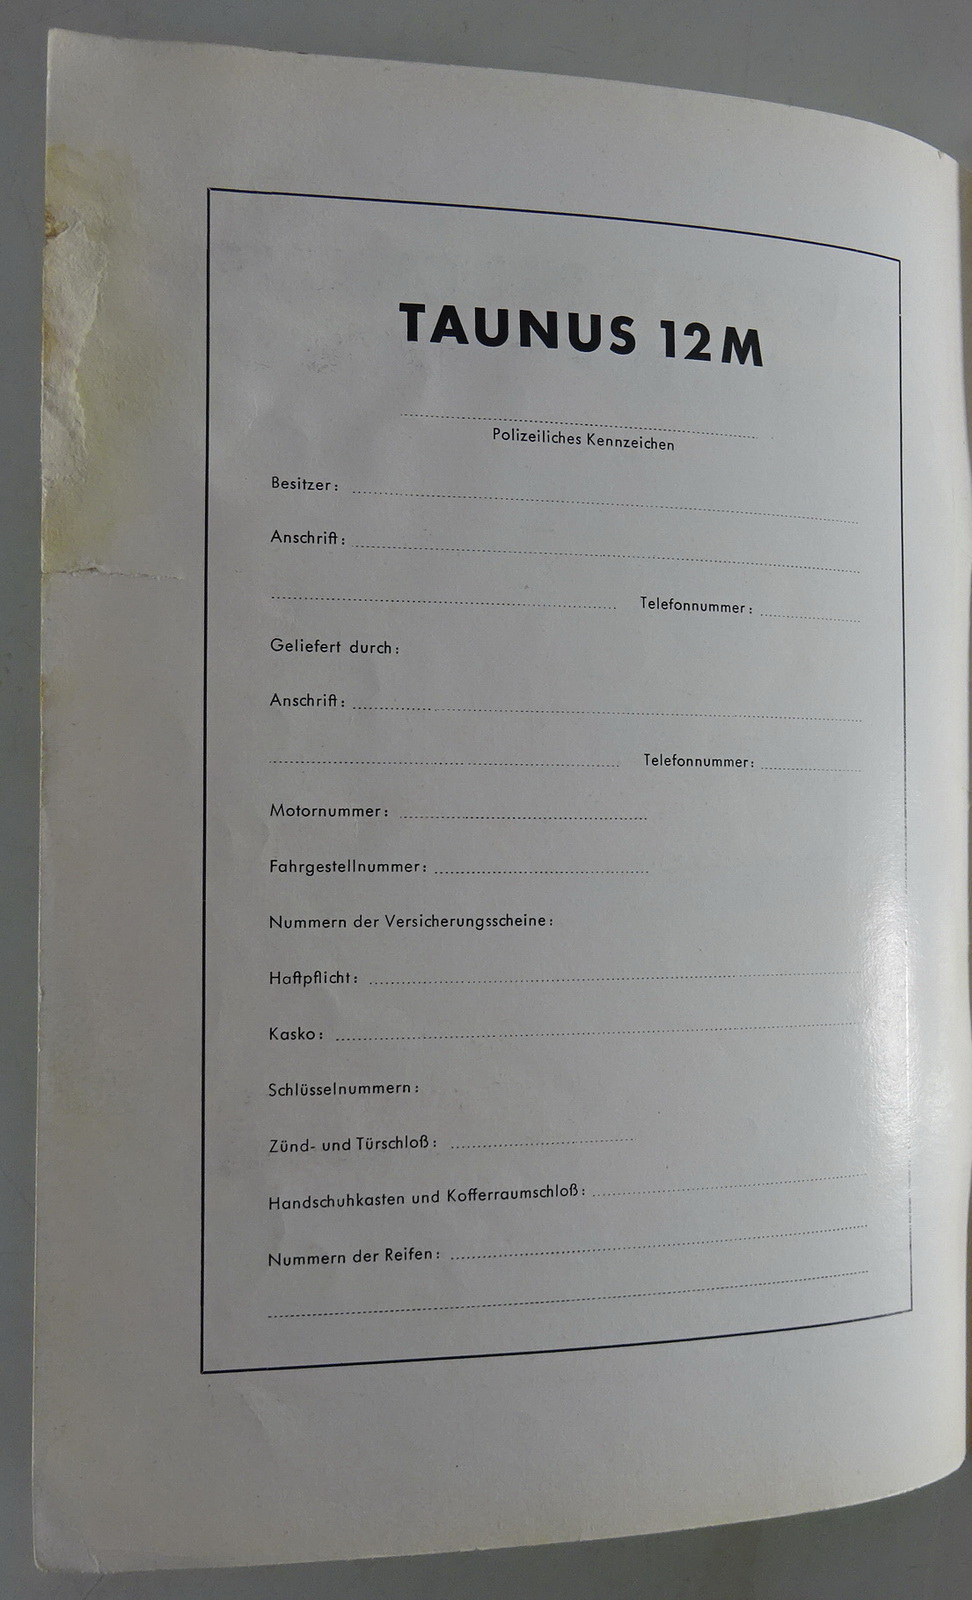 TAUNUS 12M
Polizeiliches Kennzeichen
Besitzer:
Anschrift:
Telefonnummer:
Geliefert durch:
Anschrift:
Telefonnummer:
Motornummer:
Fahrgestellnummer:
Nummern der Versicherungsscheine:
Haftpflicht:
Kasko:
Schlüsselnummern:
Zünd- und Türschloß:
Handschuhkasten und Kofferraumschloß:
Nummern der Reifen: